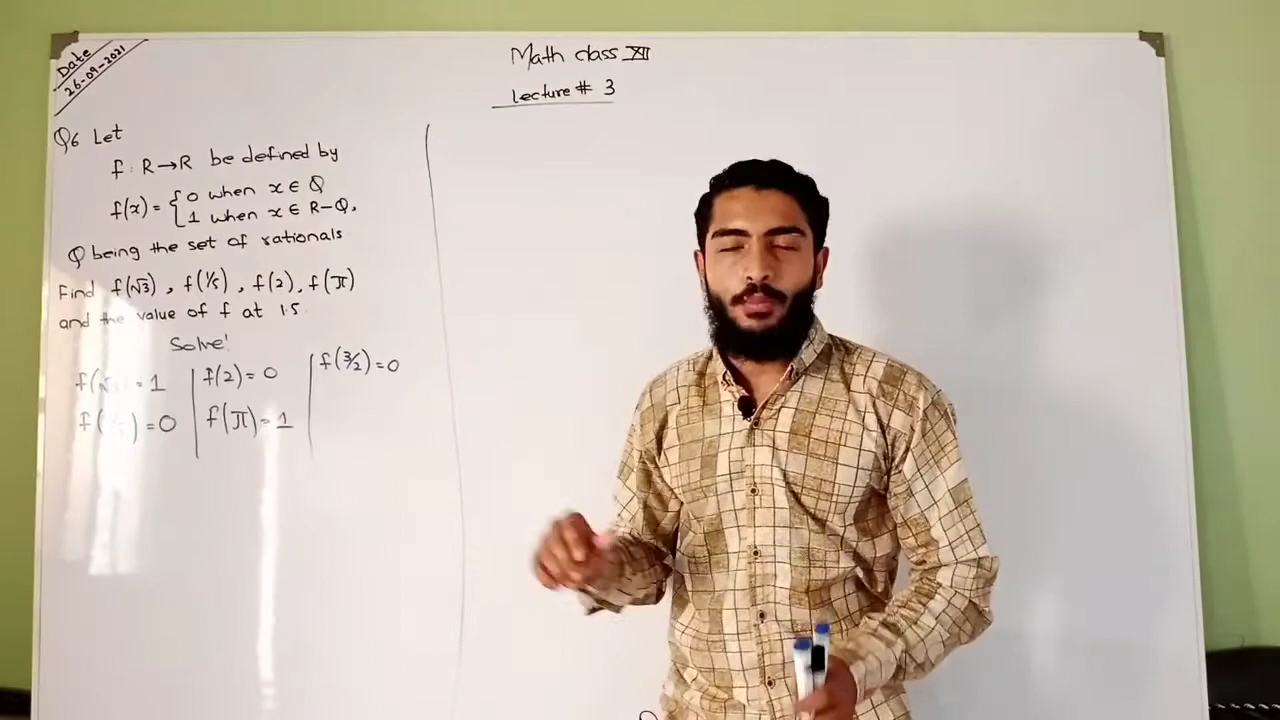 Date
26-09-2021
Math class XII
Lecture # 3
Q6 Let
f : R→R be defined by
f(x) = { 0 when x ∈ Q
1 when x ∈ R-Q,
Q being the set of rationals
Find f(√3), f(1/5), f(2), f(π)
and the value of f at 1.5
Solve!
f(√ = 1
f(2) = 0
f(3/2) = 0
f( ) = 0
f(π) = 1